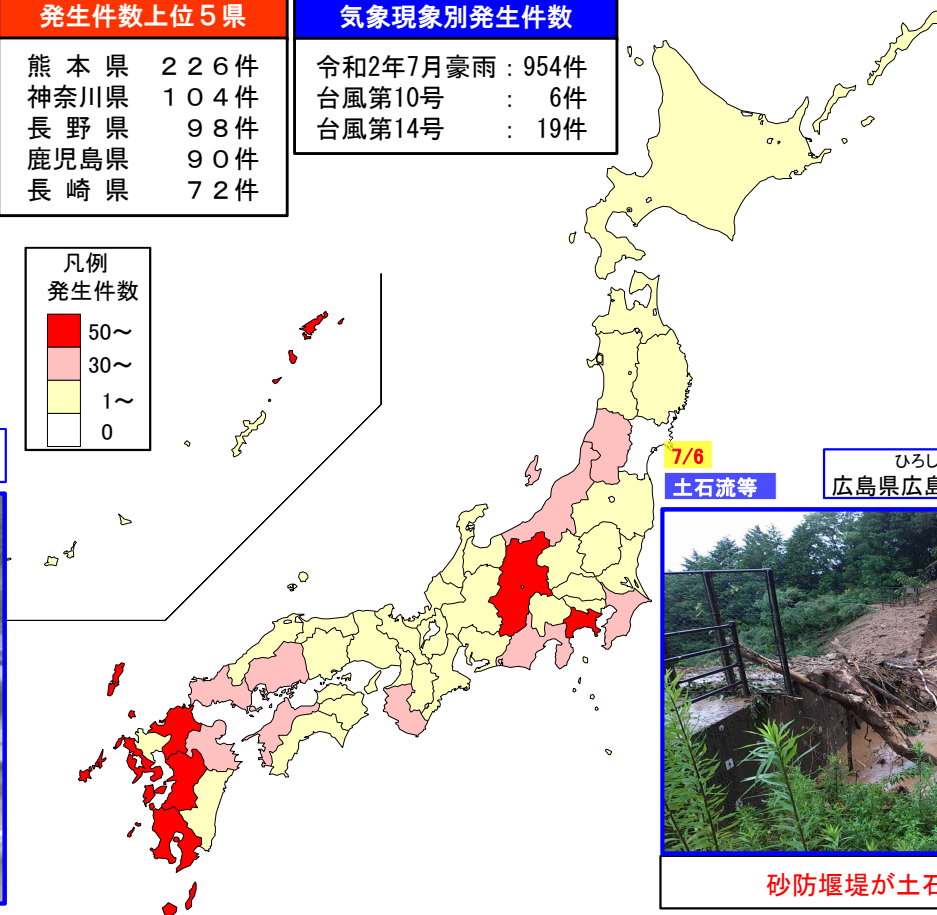 発生件数上位５県
熊 本 県 ２２６件
神奈川県 １０４件
長 野 県 ９８件
鹿児島県 ９０件
長 崎 県 ７２件
気象現象別発生件数
令和2年7月豪雨：954件
台風第10号 ： 6件
台風第14号 ： 19件
凡例
発生件数
50～
30～
1～
0
7/6
土石流等
ひろし
広島県広島
砂防堰堤が土石